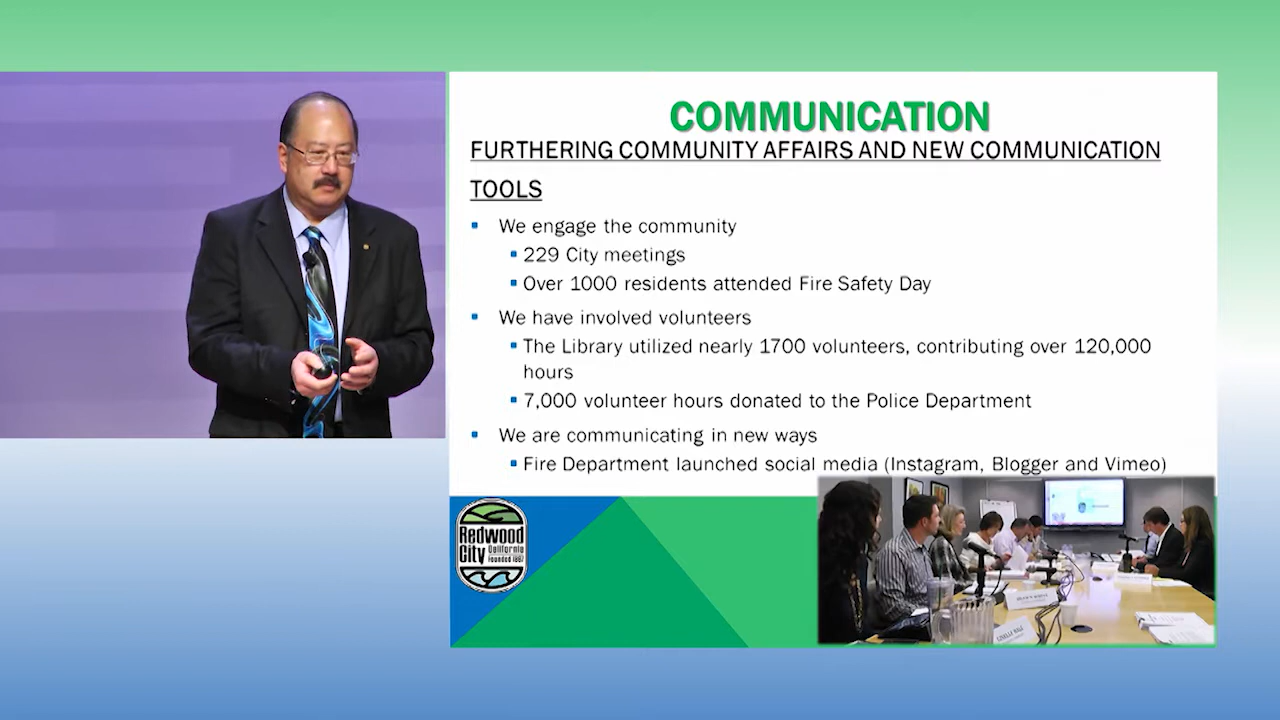 COMMUNICATION
FURTHERING COMMUNITY AFFAIRS AND NEW COMMUNICATION
TOOLS
We engage the community
229 City meetings
Over 1000 residents attended Fire Safety Day
We have involved volunteers
The Library utilized nearly 1700 volunteers, contributing over 120,000
hours
7,000 volunteer hours donated to the Police Department
We are communicating in new ways
Fire Department launched social media (Instagram, Blogger and Vimeo)
Redwood
City
California
Founded 1867